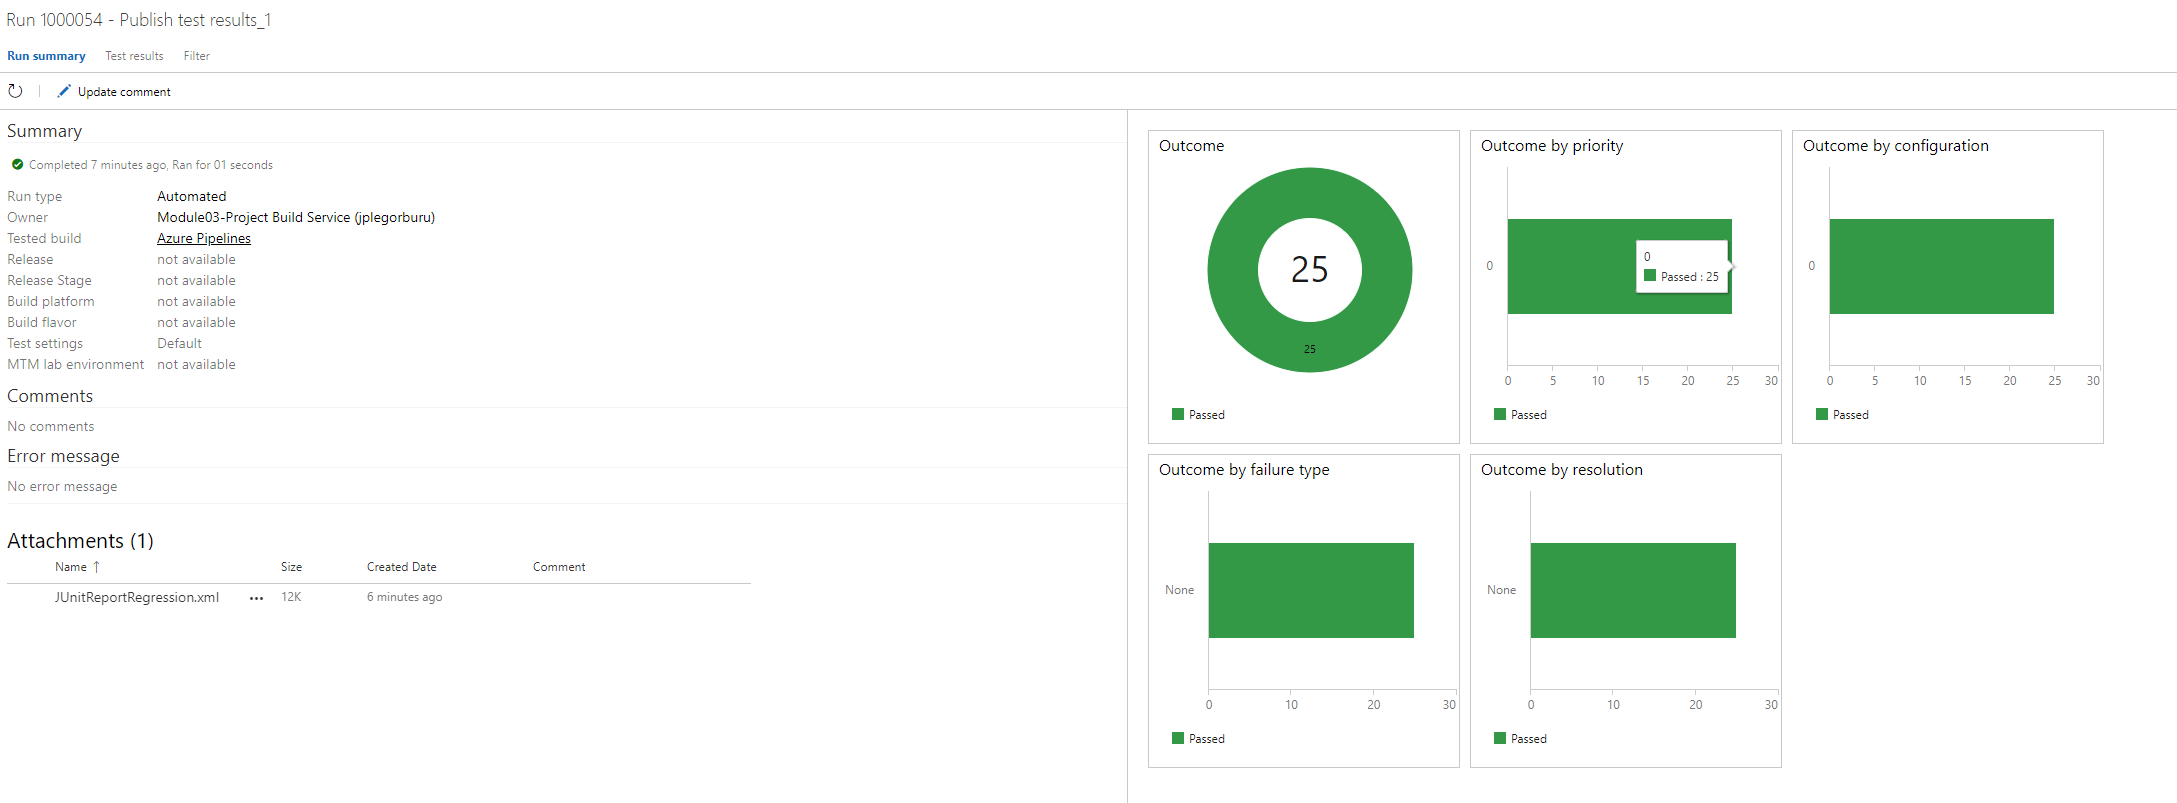 Run 1000054 - Publish test results_1
Run summary Test results Filter
Update comment
Summary
Completed 7 minutes ago, Ran for 01 seconds
Run type Automated
Owner Module03-Project Build Service (jplegorburu)
Tested build Azure Pipelines
Release not available
Release Stage not available
Build platform not available
Build flavor not available
Test settings Default
MTM lab environment not available
Comments
No comments
Error message
No error message
Attachments (1)
Name ↑ Size Created Date Comment
JUnitReportRegression.xml ... 12K 6 minutes ago
Outcome
25
25
Passed
Outcome by priority
0
0
Passed : 25
0 5 10 15 20 25 30
Passed
Outcome by configuration
0
0 5 10 15 20 25 30
Passed
Outcome by failure type
None
0 10 20 30
Passed
Outcome by resolution
None
0 10 20 30
Passed